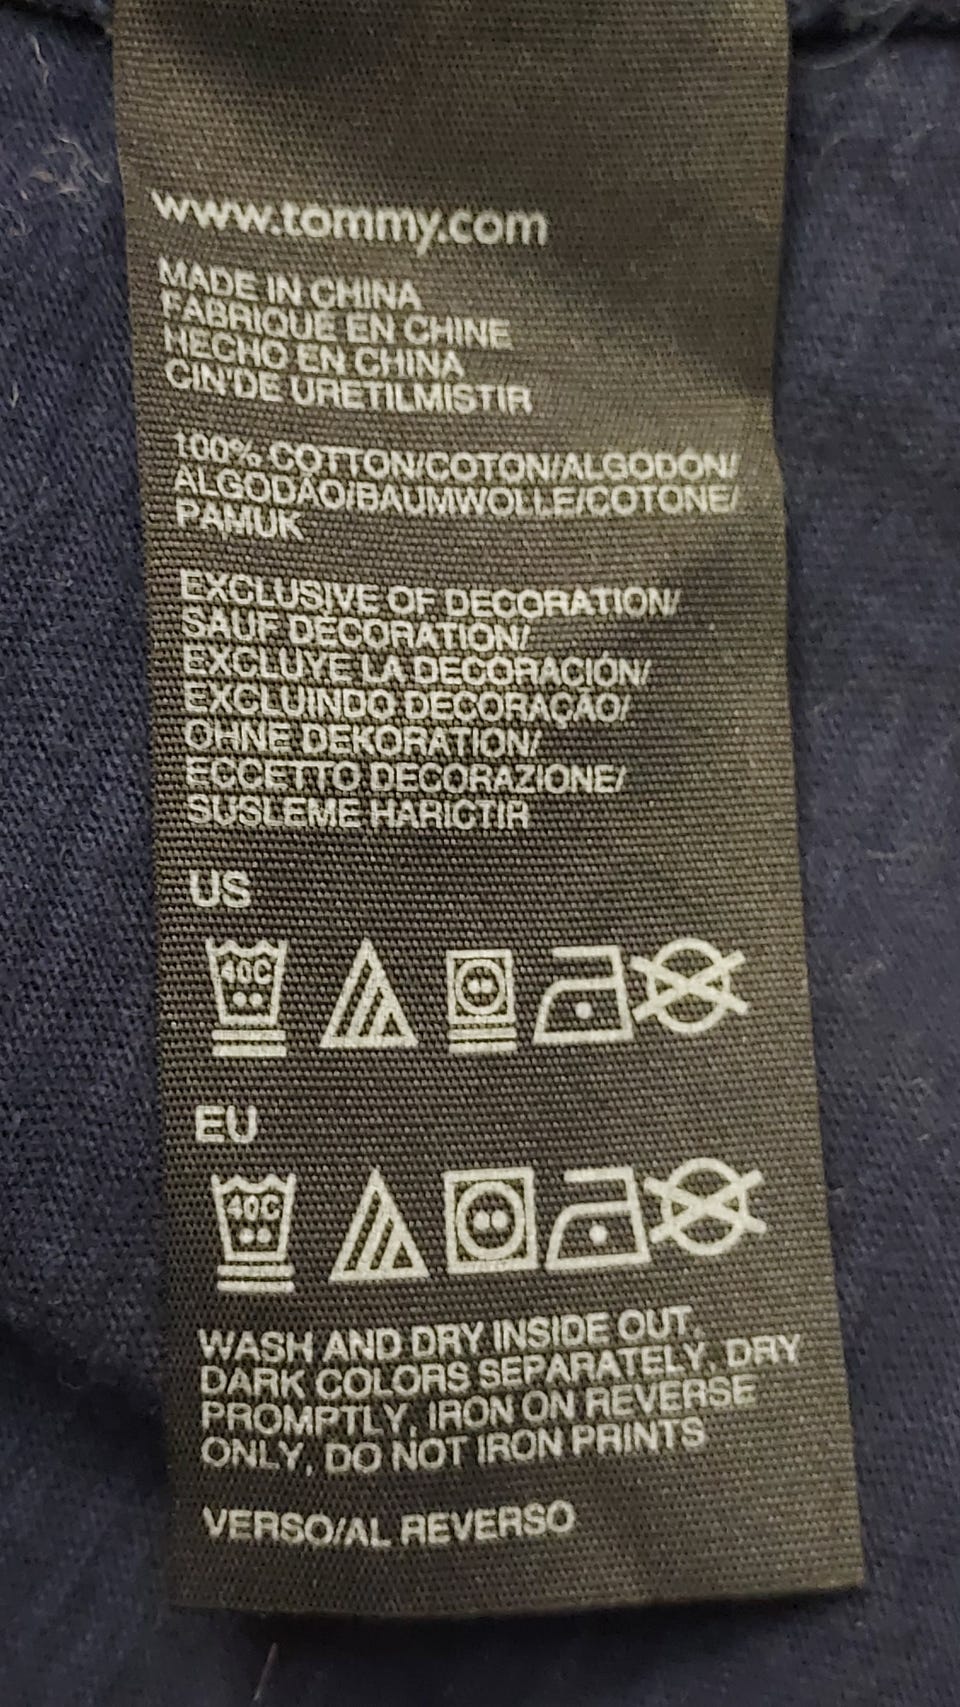 www.tommy.com
MADE IN CHINA
FABRIQUÉ EN CHINE
HECHO EN CHINA
CIN'DE URETILMISTIR
100% COTTON/COTON/ALGODÓN/
ALGODÃO/BAUMWOLLE/COTONE/
PAMUK
EXCLUSIVE OF DECORATION/
SAUF DÉCORATION/
EXCLUYE LA DECORACIÓN/
EXCLUINDO DECORAÇÃO/
OHNE DEKORATION/
ECCETTO DECORAZIONE/
SUSLEME HARICTIR
US
40C
EU
40C
WASH AND DRY INSIDE OUT,
DARK COLORS SEPARATELY, DRY
PROMPTLY, IRON ON REVERSE
ONLY, DO NOT IRON PRINTS
VERSO/AL REVERSO